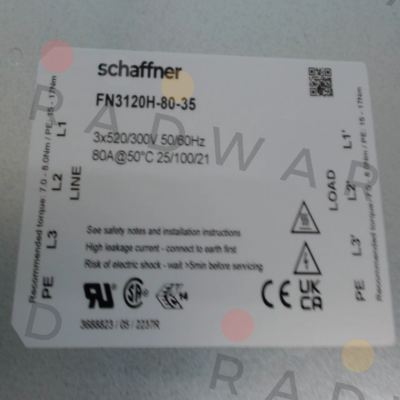 schaffner
FN3120H-80-35
3x520/300V 50/60Hz
80A@50°C 25/100/21
Recommended torque: 7.0 - 8.0Nm / PE: 15 - 17Nm
PE L3 L2 L1
LINE
LOAD
PE L3' L2' L1'
Recommended torque: 7.0 - 8.0Nm / PE: 15 - 17Nm
See safety notes and installation instructions
High leakage current - connect to earth first
Risk of electric shock - wait >5min before servicing
CE UK CA
3688823 / 05 / 2237R
RADWAR
RADWAR